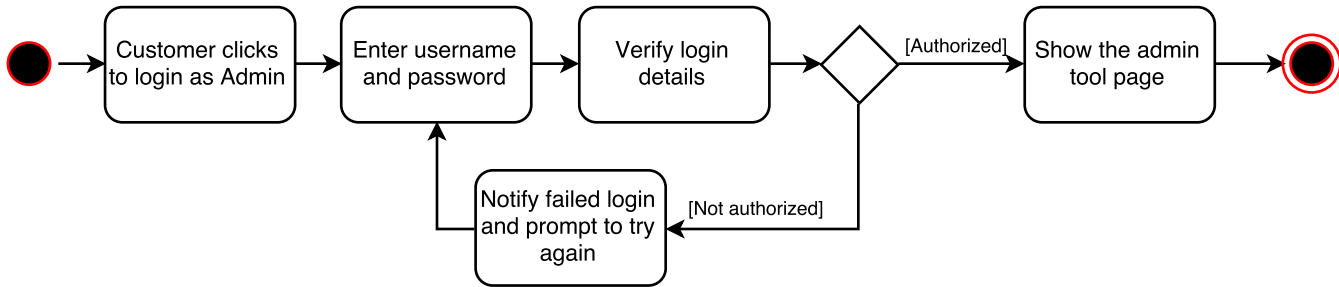 Customer clicks
to login as Admin
Enter username
and password
Verify login
details
[Authorized]
Show the admin
tool page
[Not authorized]
Notify failed login
and prompt to try
again